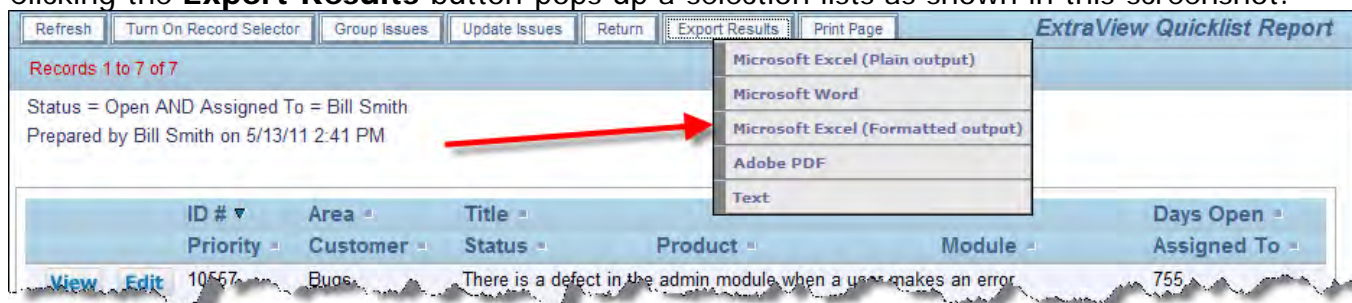 clicking the Export Results button pops up a selection lists as shown in this screenshot:
Refresh Turn On Record Selector Group Issues Update Issues Return Export Results Print Page ExtraView Quicklist Report
Records 1 to 7 of 7
Microsoft Excel (Plain output)
Microsoft Word
Microsoft Excel (Formatted output)
Adobe PDF
Text
Status = Open AND Assigned To = Bill Smith
Prepared by Bill Smith on 5/13/11 2:41 PM
ID # Area Title Days Open
Priority Customer Status Product Module Assigned To
View Edit 10567 Bugs There is a defect in the admin module when a user makes an error 755